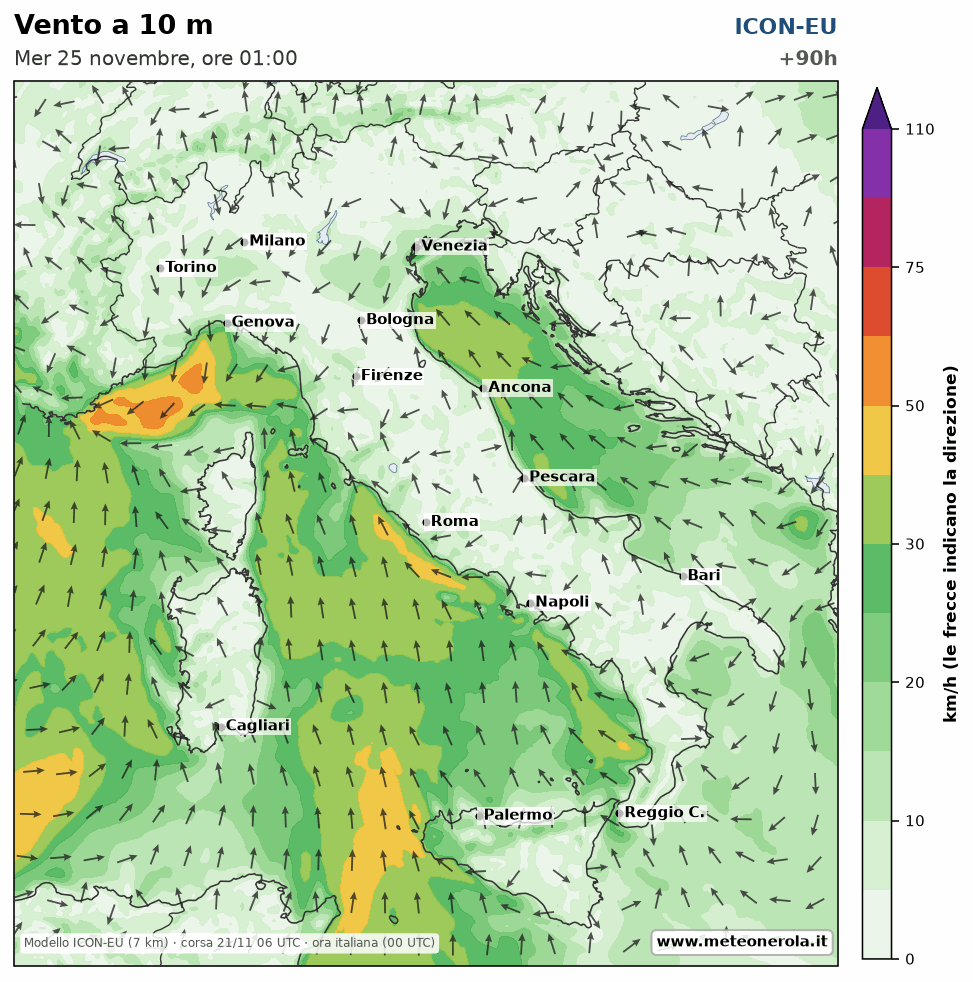 Vento a 10 m
ICON-EU
Mer 25 novembre, ore 01:00
+90h
110
75
50
30
20
10
0
km/h (le frecce indicano la direzione)
Milano
Venezia
Torino
Genova
Bologna
Firenze
Ancona
Pescara
Roma
Bari
Napoli
Cagliari
Palermo
Reggio C.
Modello ICON-EU (7 km) · corsa 21/11 06 UTC · ora italiana (00 UTC)
www.meteonerola.it